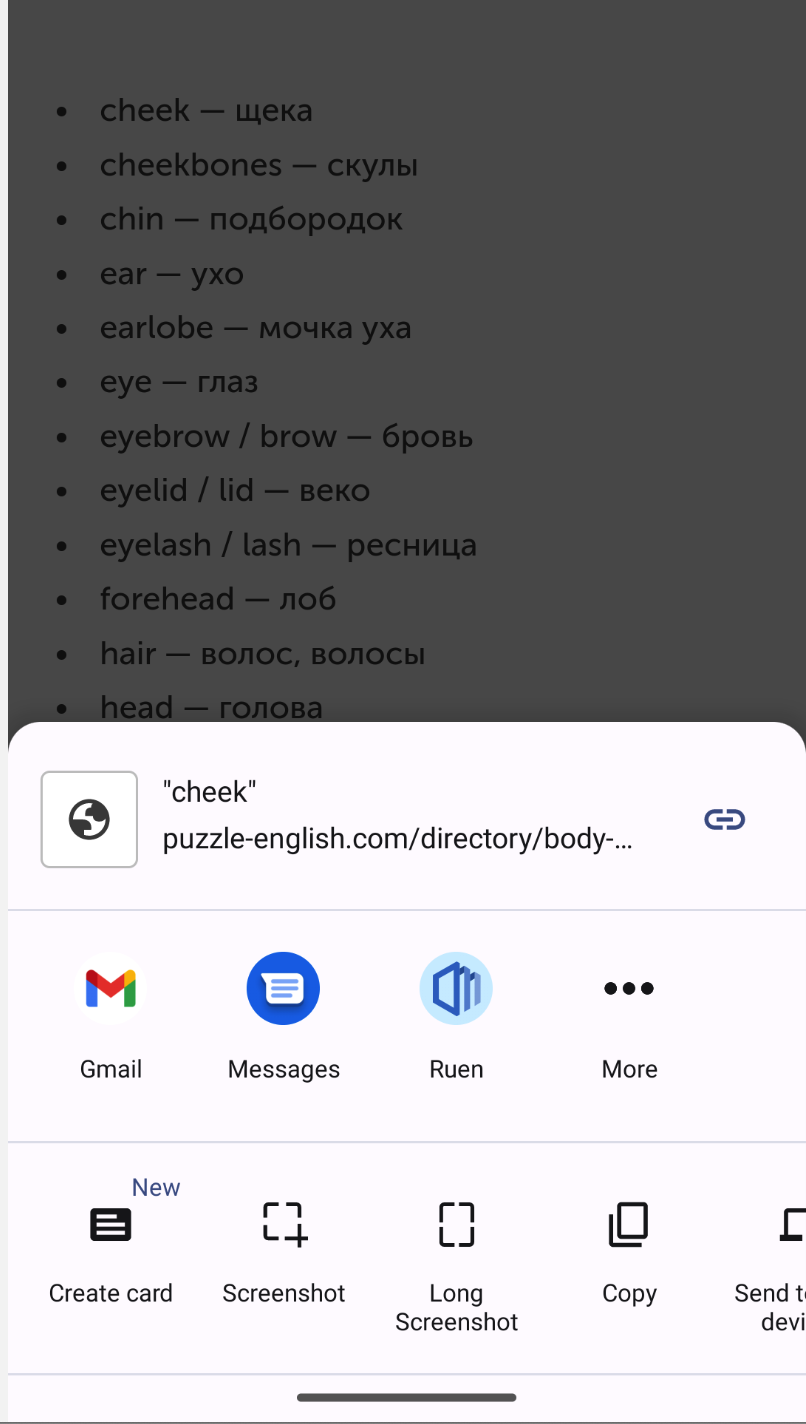 cheek — щека
cheekbones — скулы
chin — подбородок
ear — ухо
earlobe — мочка уха
eye — глаз
eyebrow / brow — бровь
eyelid / lid — веко
eyelash / lash — ресница
forehead — лоб
hair — волос, волосы
head — голова
"cheek"
puzzle-english.com/directory/body-...
Gmail
Messages
Ruen
More
New
Create card
Screenshot
Long
Screenshot
Copy
Send t
devi